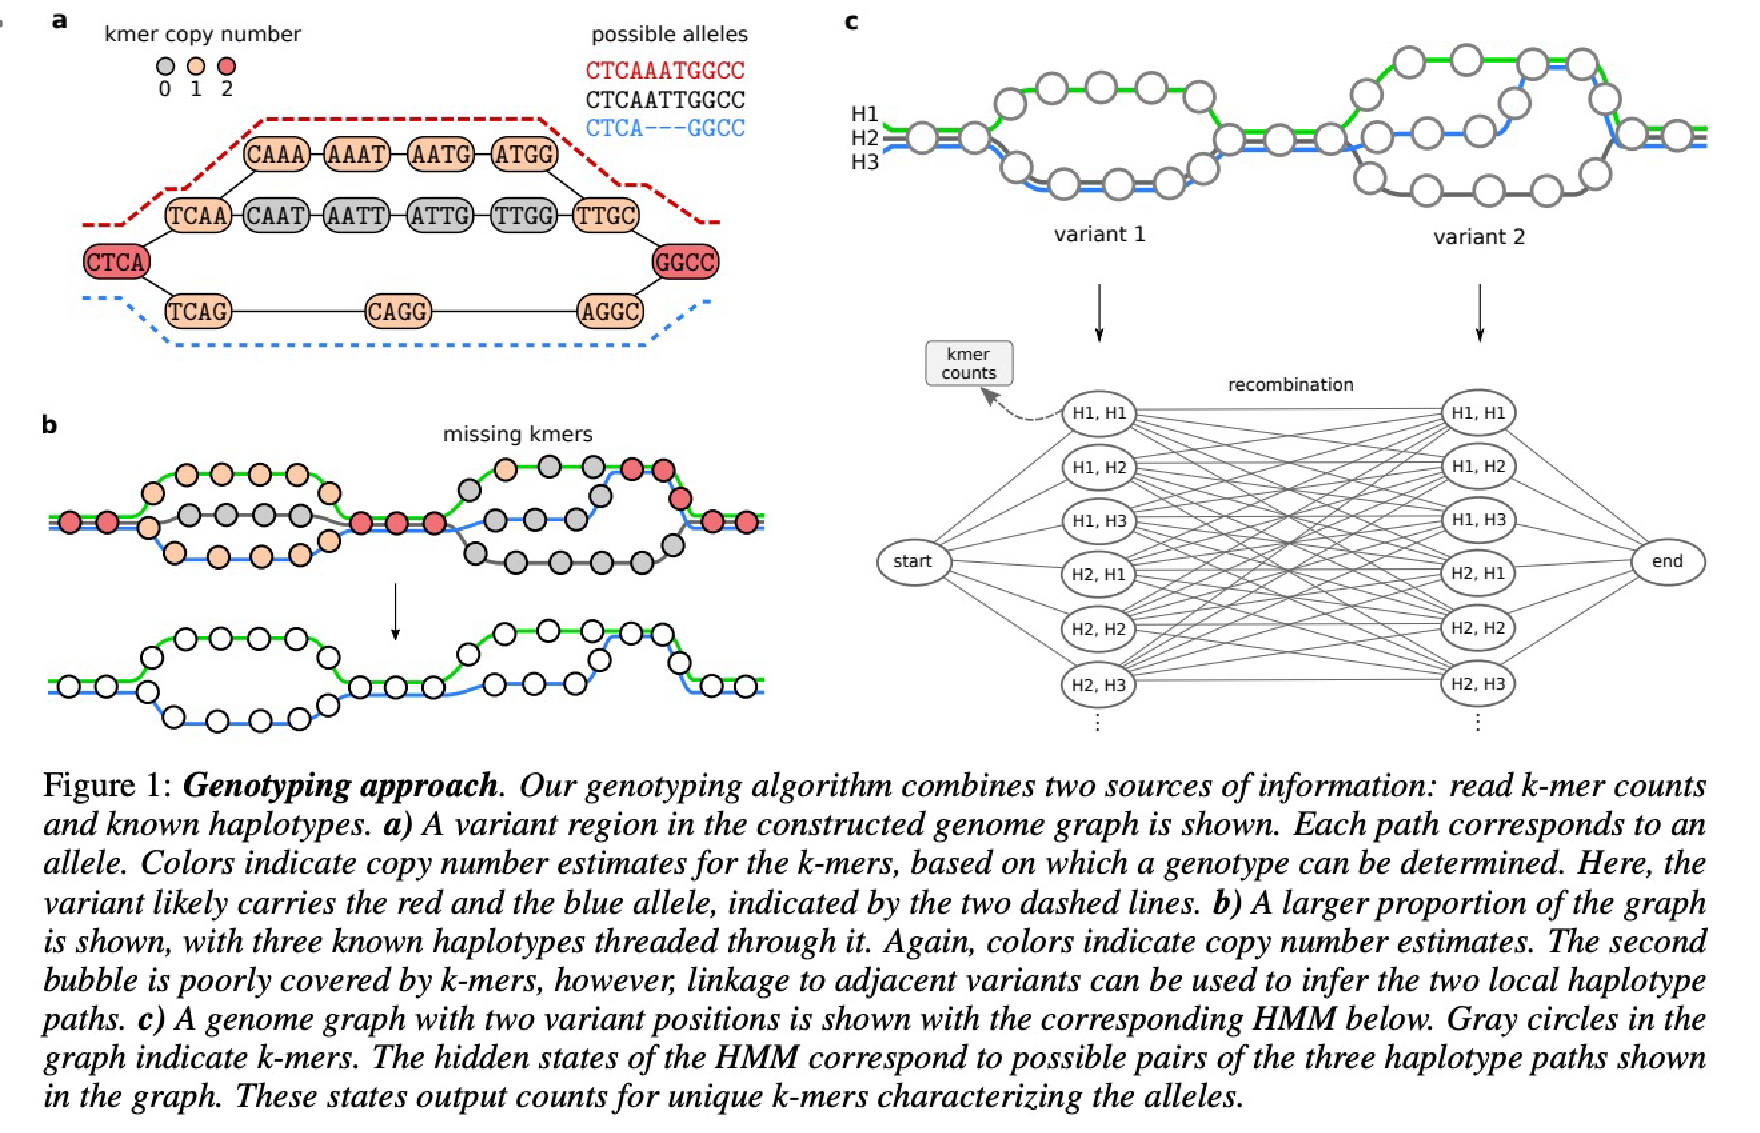 a
kmer copy number
0 1 2
possible alleles
CTCAAATGGCC
CTCAATTGGCC
CTCA---GGCC
CAAA AAAT AATG ATGG
TCAA CAAT AATT ATTG TTGG TTGC
CTCA GGCC
TCAG CAGG AGGC
b
missing kmers
c
H1
H2
H3
variant 1
variant 2
kmer
counts
recombination
H1, H1
H1, H2
H1, H3
H2, H1
H2, H2
H2, H3
⋮
start
end
H1, H1
H1, H2
H1, H3
H2, H1
H2, H2
H2, H3
⋮
Figure 1: Genotyping approach. Our genotyping algorithm combines two sources of information: read k-mer counts
and known haplotypes. a) A variant region in the constructed genome graph is shown. Each path corresponds to an
allele. Colors indicate copy number estimates for the k-mers, based on which a genotype can be determined. Here, the
variant likely carries the red and the blue allele, indicated by the two dashed lines. b) A larger proportion of the graph
is shown, with three known haplotypes threaded through it. Again, colors indicate copy number estimates. The second
bubble is poorly covered by k-mers, however, linkage to adjacent variants can be used to infer the two local haplotype
paths. c) A genome graph with two variant positions is shown with the corresponding HMM below. Gray circles in the
graph indicate k-mers. The hidden states of the HMM correspond to possible pairs of the three haplotype paths shown
in the graph. These states output counts for unique k-mers characterizing the alleles.